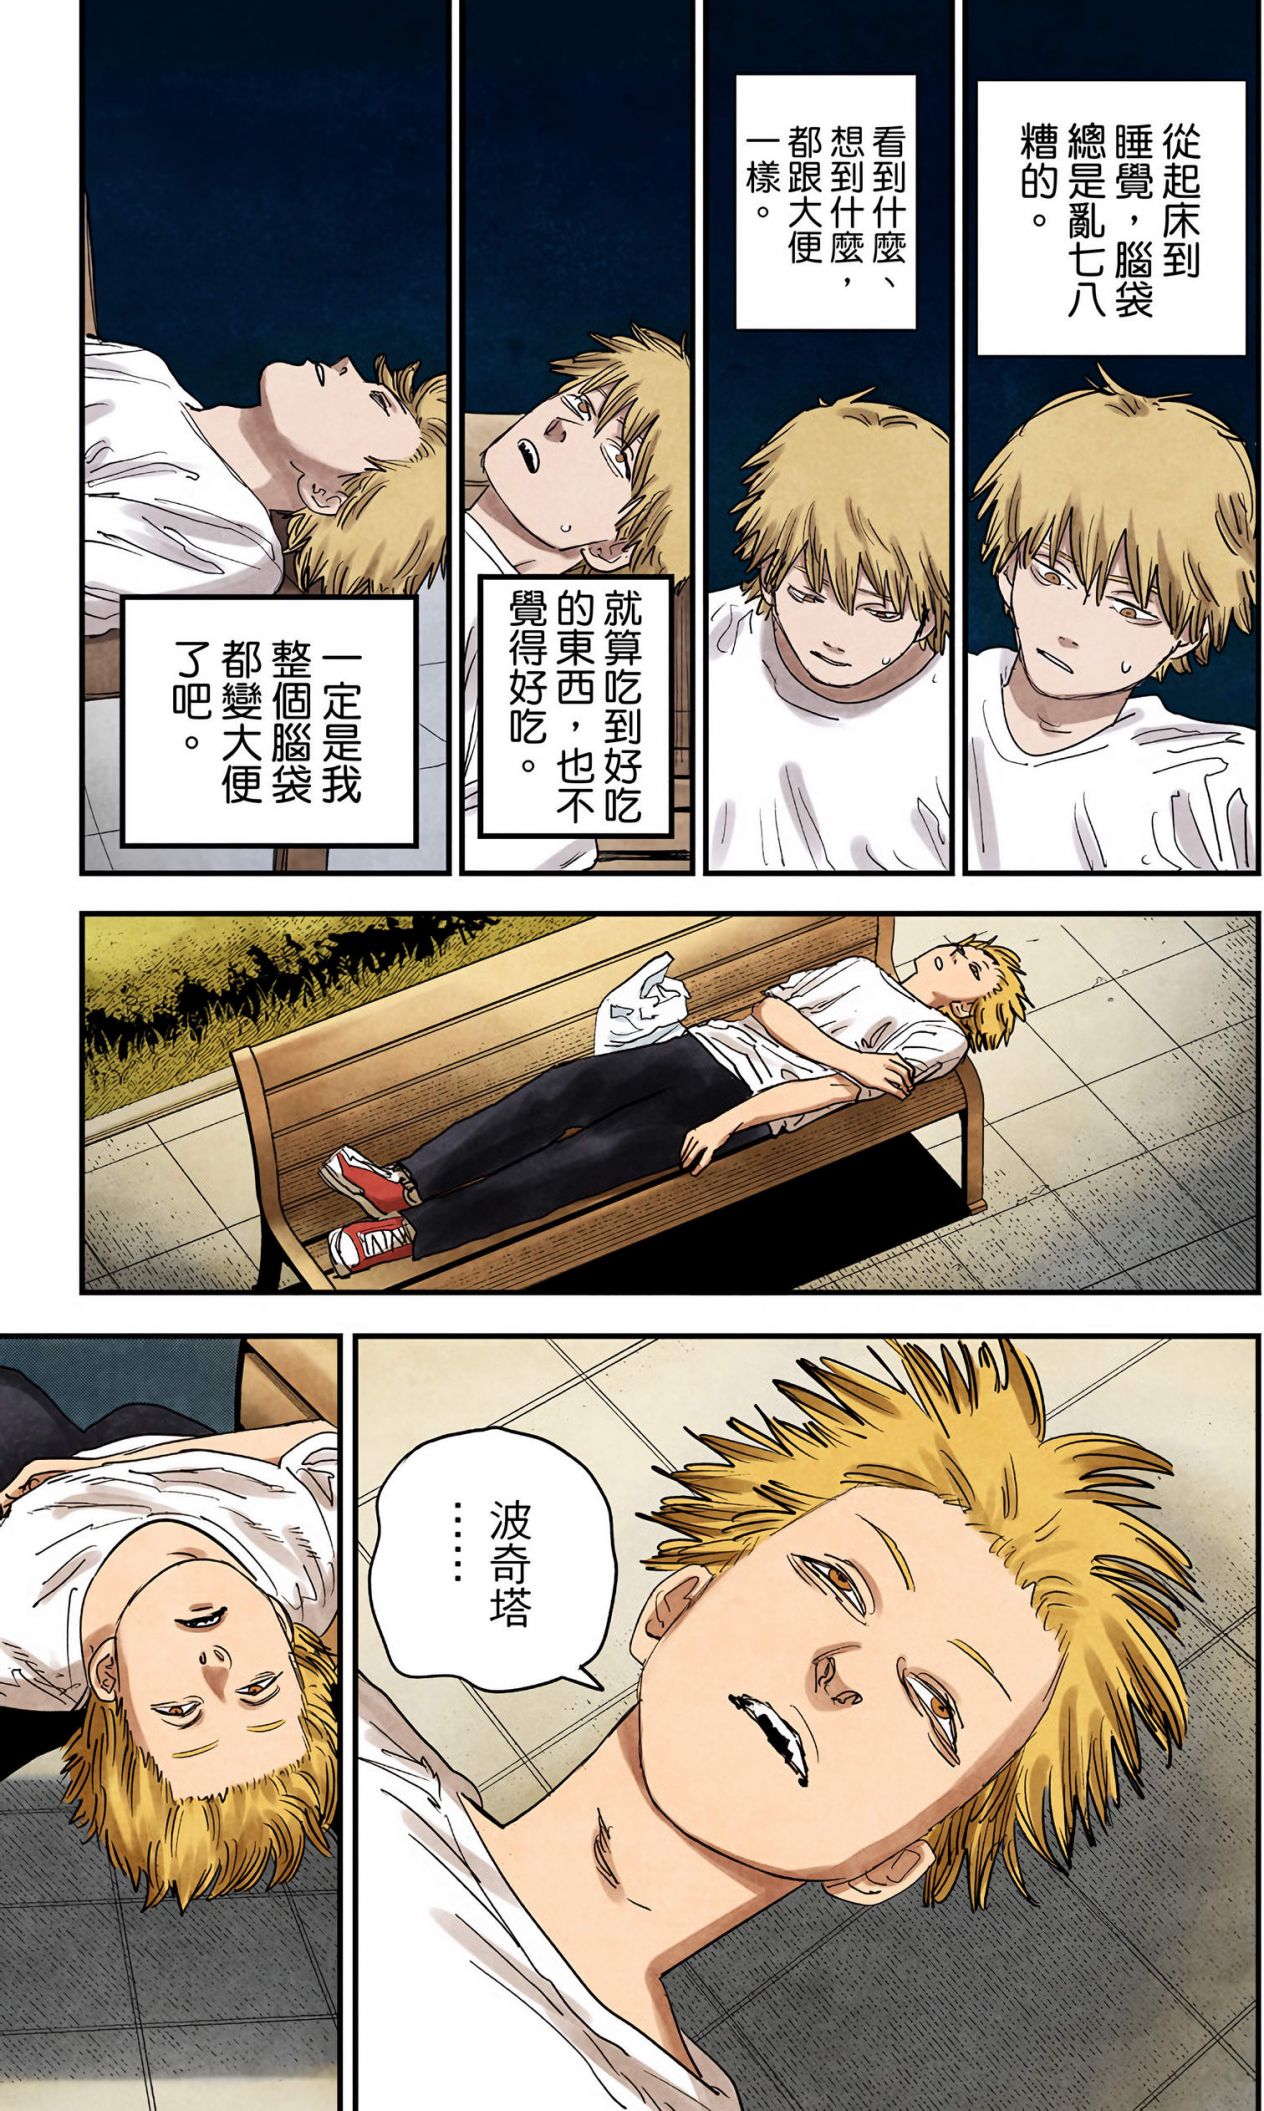 從起床到
睡覺，腦袋
總是亂七八
糟的。
看到什麼、
想到什麼，
都跟大便
一樣。
就算吃到好吃
的東西，也不
覺得好吃。
一定是我
整個腦袋
都變大便
了吧。
波奇塔
……